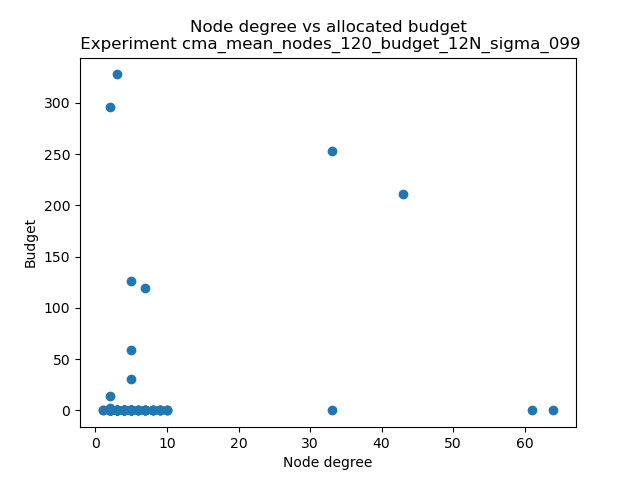 Node degree vs allocated budget
Experiment cma_mean_nodes_120_budget_12N_sigma_099
300
250
200
150
100
50
0
Budget
0 10 20 30 40 50 60
Node degree